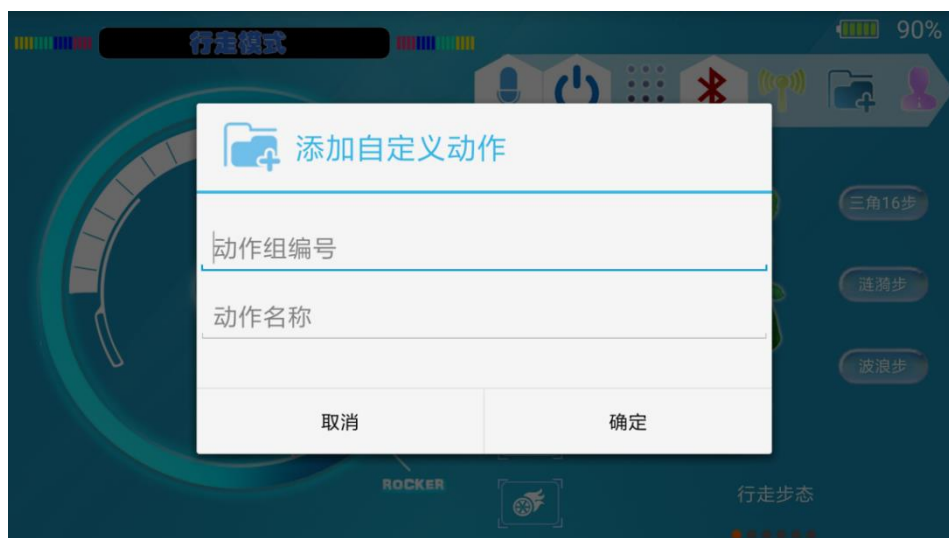 行走模式
90%
添加自定义动作
动作组编号
动作名称
取消
确定
三角16步
涟漪步
波浪步
ROCKER
行走步态